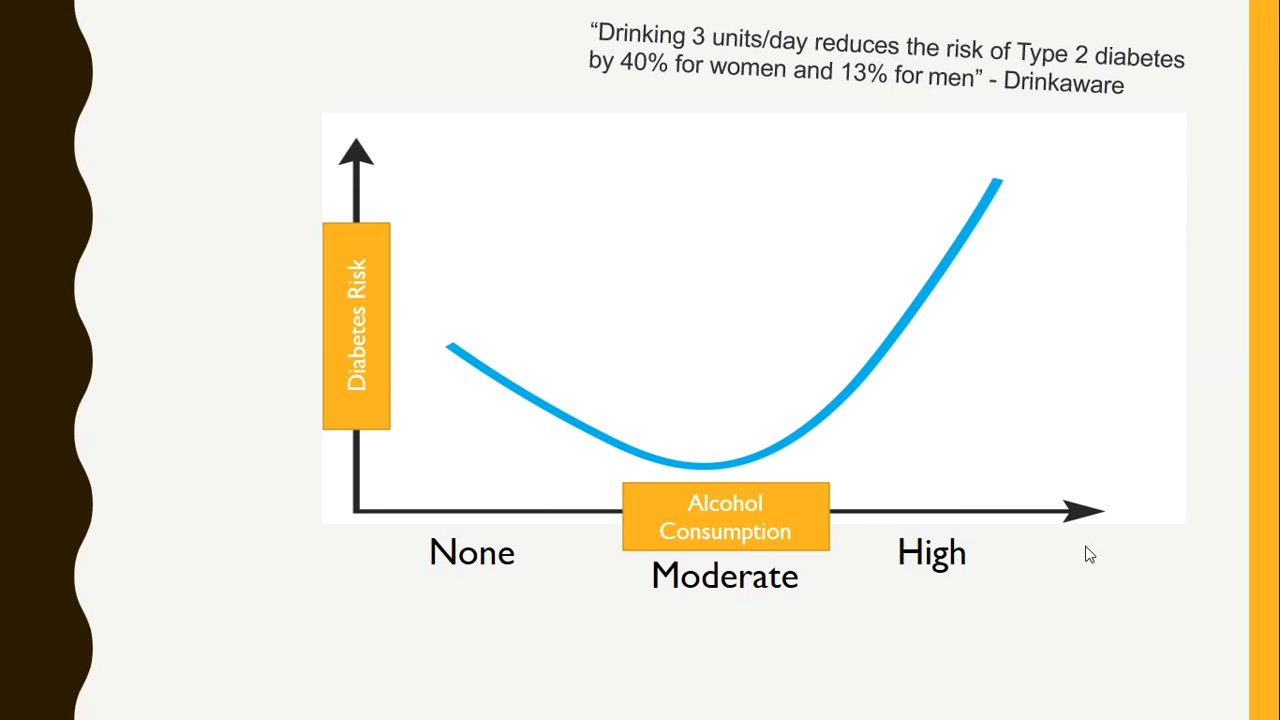 “Drinking 3 units/day reduces the risk of Type 2 diabetes
by 40% for women and 13% for men” - Drinkaware
Diabetes Risk
Alcohol
Consumption
None
Moderate
High